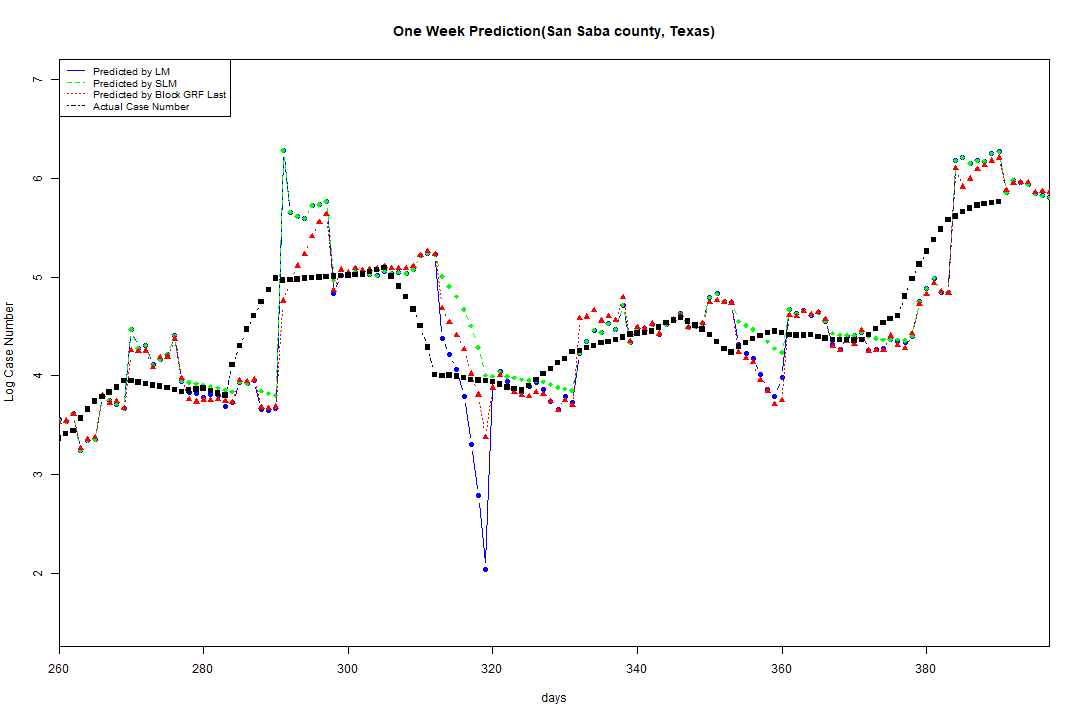 One Week Prediction(San Saba county, Texas)
Predicted by LM
Predicted by SLM
Predicted by Block GRF Last
Actual Case Number
7
6
5
4
3
2
Log Case Number
260 280 300 320 340 360 380
days